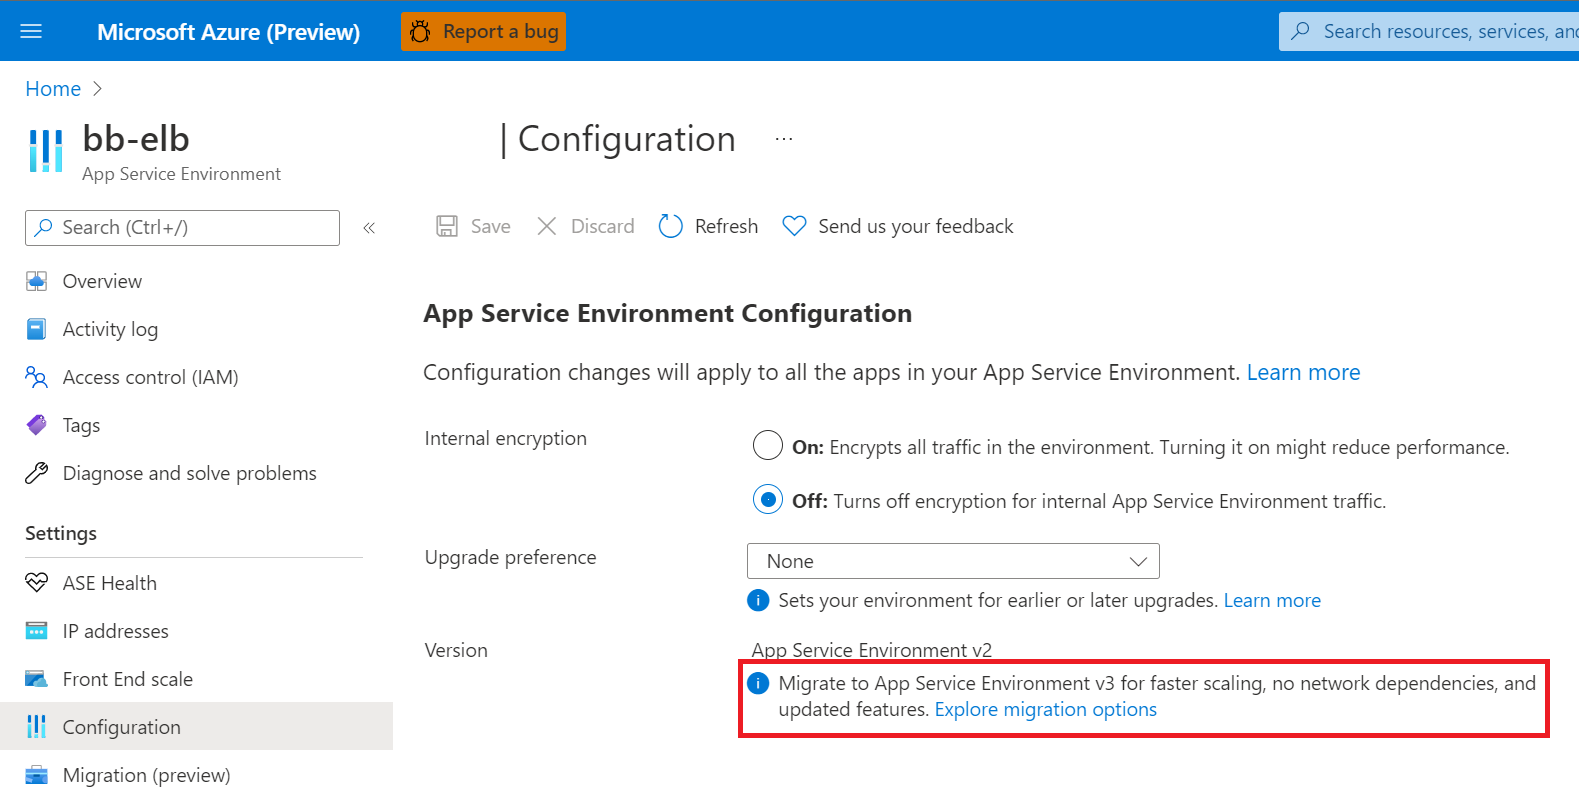 Microsoft Azure (Preview)
Report a bug
Search resources, services, and
Home
bb-elb | Configuration ...
App Service Environment
Search (Ctrl+/)
«
Save
Discard
Refresh
Send us your feedback
Overview
Activity log
Access control (IAM)
Tags
Diagnose and solve problems
Settings
ASE Health
IP addresses
Front End scale
Configuration
Migration (preview)
App Service Environment Configuration
Configuration changes will apply to all the apps in your App Service Environment. Learn more
Internal encryption
On: Encrypts all traffic in the environment. Turning it on might reduce performance.
Off: Turns off encryption for internal App Service Environment traffic.
Upgrade preference
None
Sets your environment for earlier or later upgrades. Learn more
Version
App Service Environment v2
Migrate to App Service Environment v3 for faster scaling, no network dependencies, and
updated features. Explore migration options